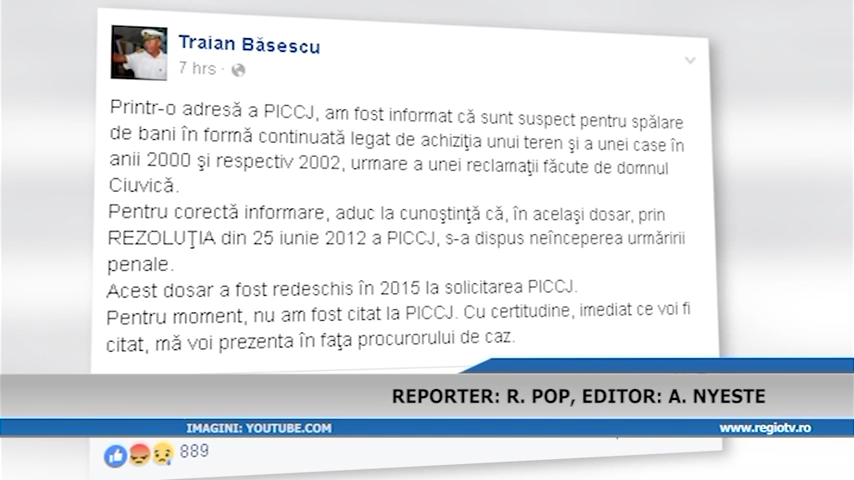 Traian Băsescu
7 hrs ·
Printr-o adresă a PICCJ, am fost informat că sunt suspect pentru spălare
de bani în formă continuată legat de achiziţia unui teren şi a unei case în
anii 2000 şi respectiv 2002, urmare a unei reclamaţii făcute de domnul
Ciuvică.
Pentru corectă informare, aduc la cunoştinţă că, în acelaşi dosar, prin
REZOLUŢIA din 25 iunie 2012 a PICCJ, s-a dispus neînceperea urmăririi
penale.
Acest dosar a fost redeschis în 2015 la solicitarea PICCJ.
Pentru moment, nu am fost citat la PICCJ. Cu certitudine, imediat ce voi fi
citat, mă voi prezenta în faţa procurorului de caz.
REPORTER: R. POP, EDITOR: A. NYESTE
IMAGINI: YOUTUBE.COM
www.regiotv.ro
889